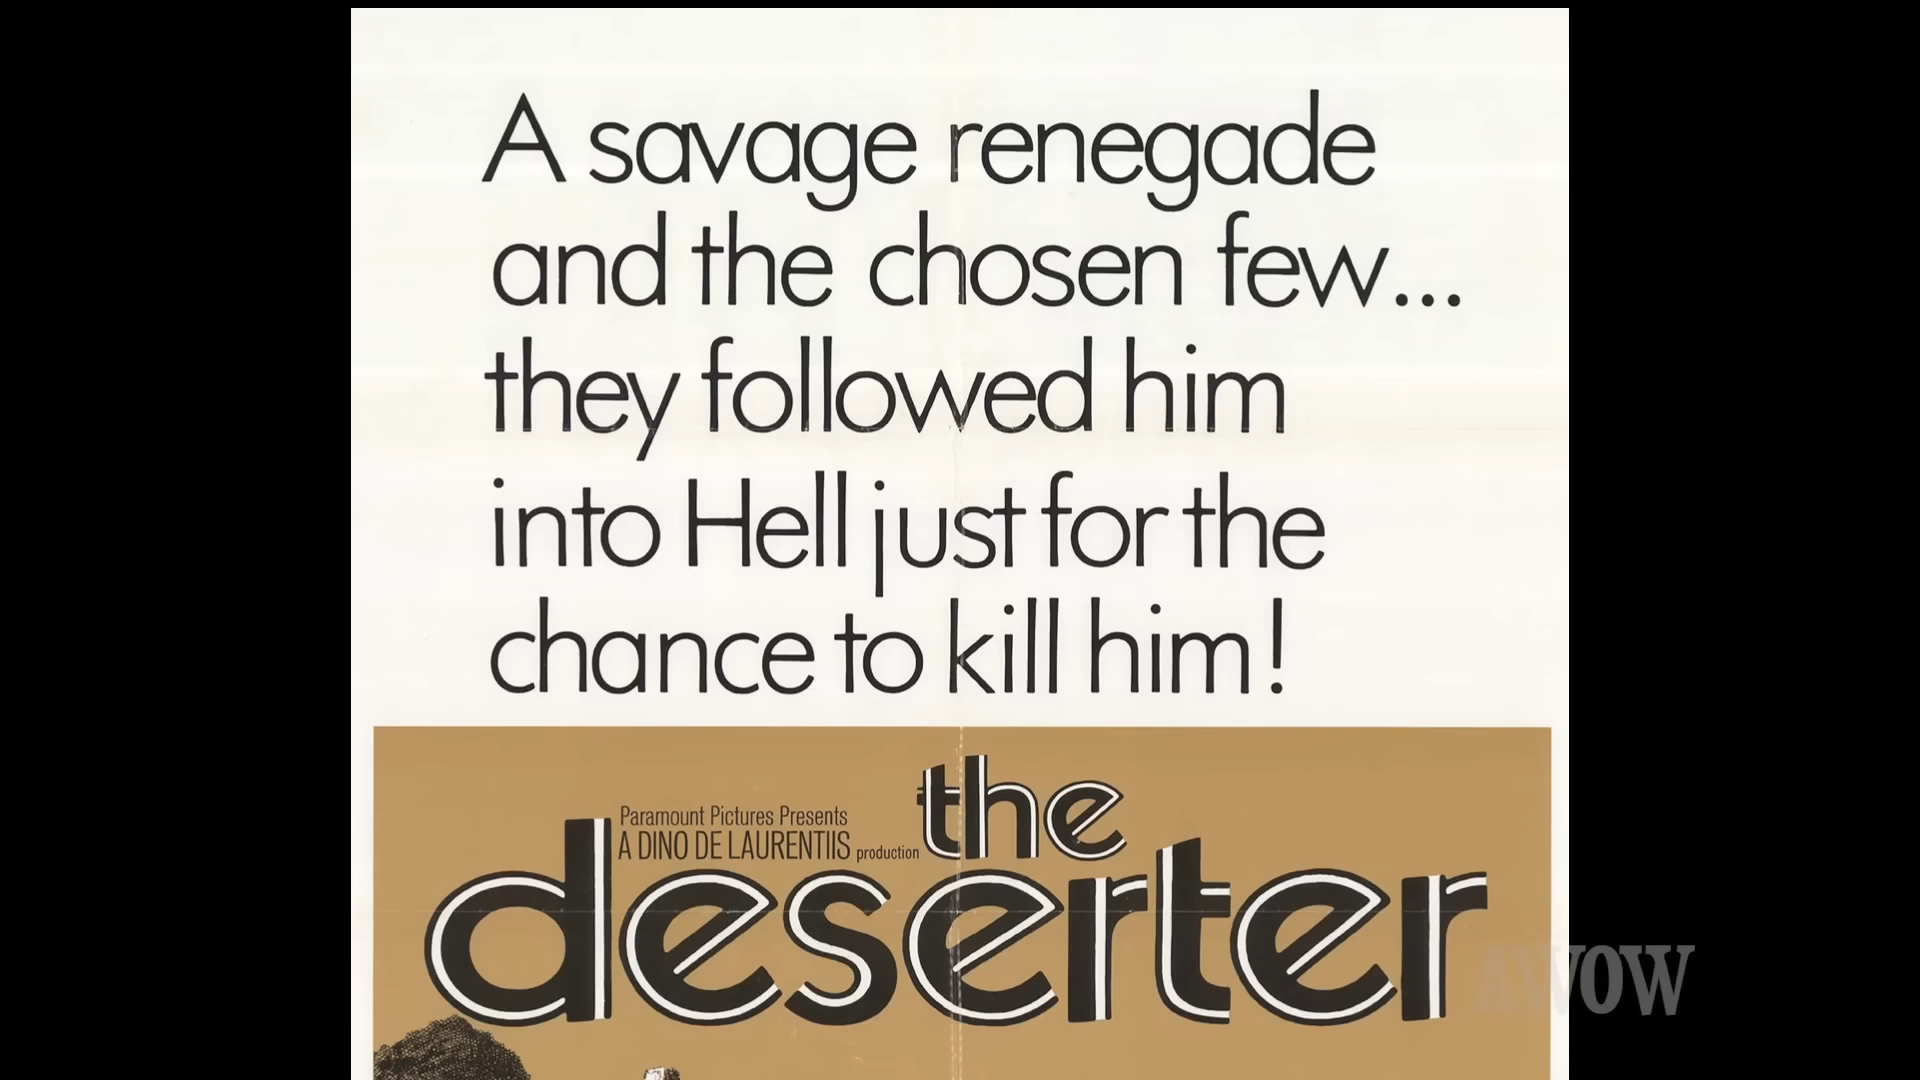 A savage renegade
and the chosen few...
they followed him
into Hell just for the
chance to kill him!
Paramount Pictures Presents
A DINO DE LAURENTIIS production
the
deserter
AWOW